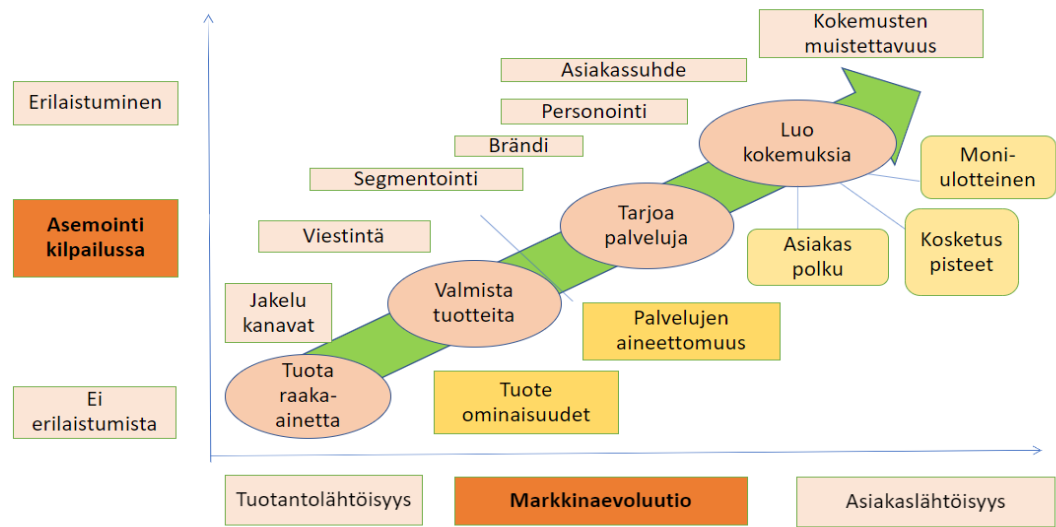 Kokemusten
muistettavuus
Asiakassuhde
Erilaistuminen
Personointi
Brändi
Luo
kokemuksia
Moni-
ulotteinen
Segmentointi
Asemointi
kilpailussa
Tarjoa
palveluja
Viestintä
Asiakas
polku
Kosketus
pisteet
Jakelu
kanavat
Valmista
tuotteita
Palvelujen
aineettomuus
Tuota
raaka-
ainetta
Tuote
ominaisuudet
Ei
erilaistumista
Tuotantolähtöisyys
Markkinaevoluutio
Asiakaslähtöisyys